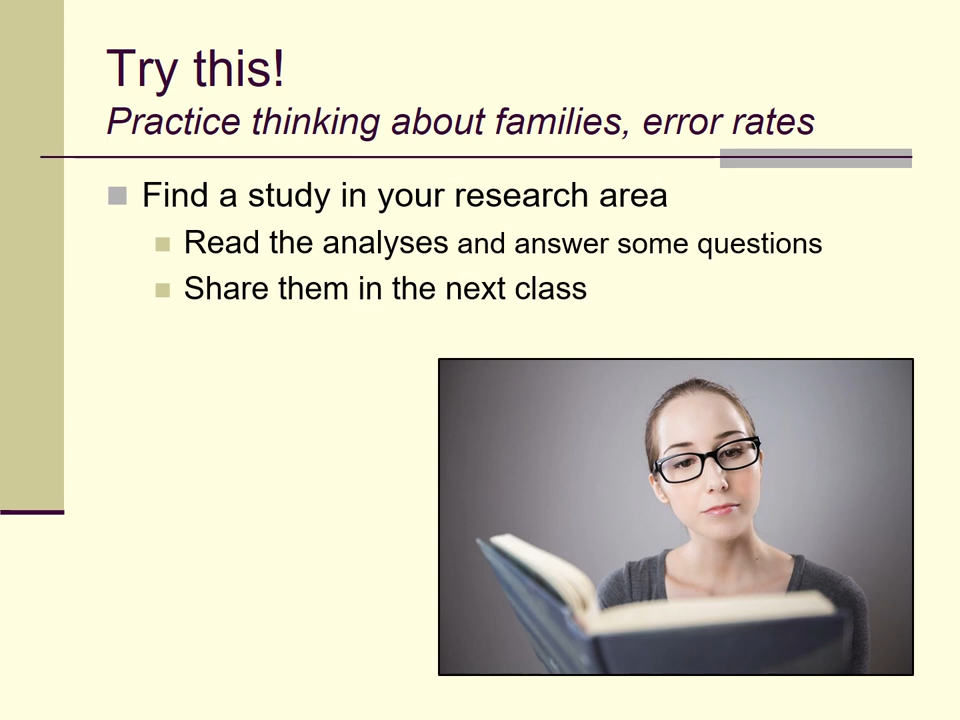 Try this!
Practice thinking about families, error rates
Find a study in your research area
Read the analyses and answer some questions
Share them in the next class